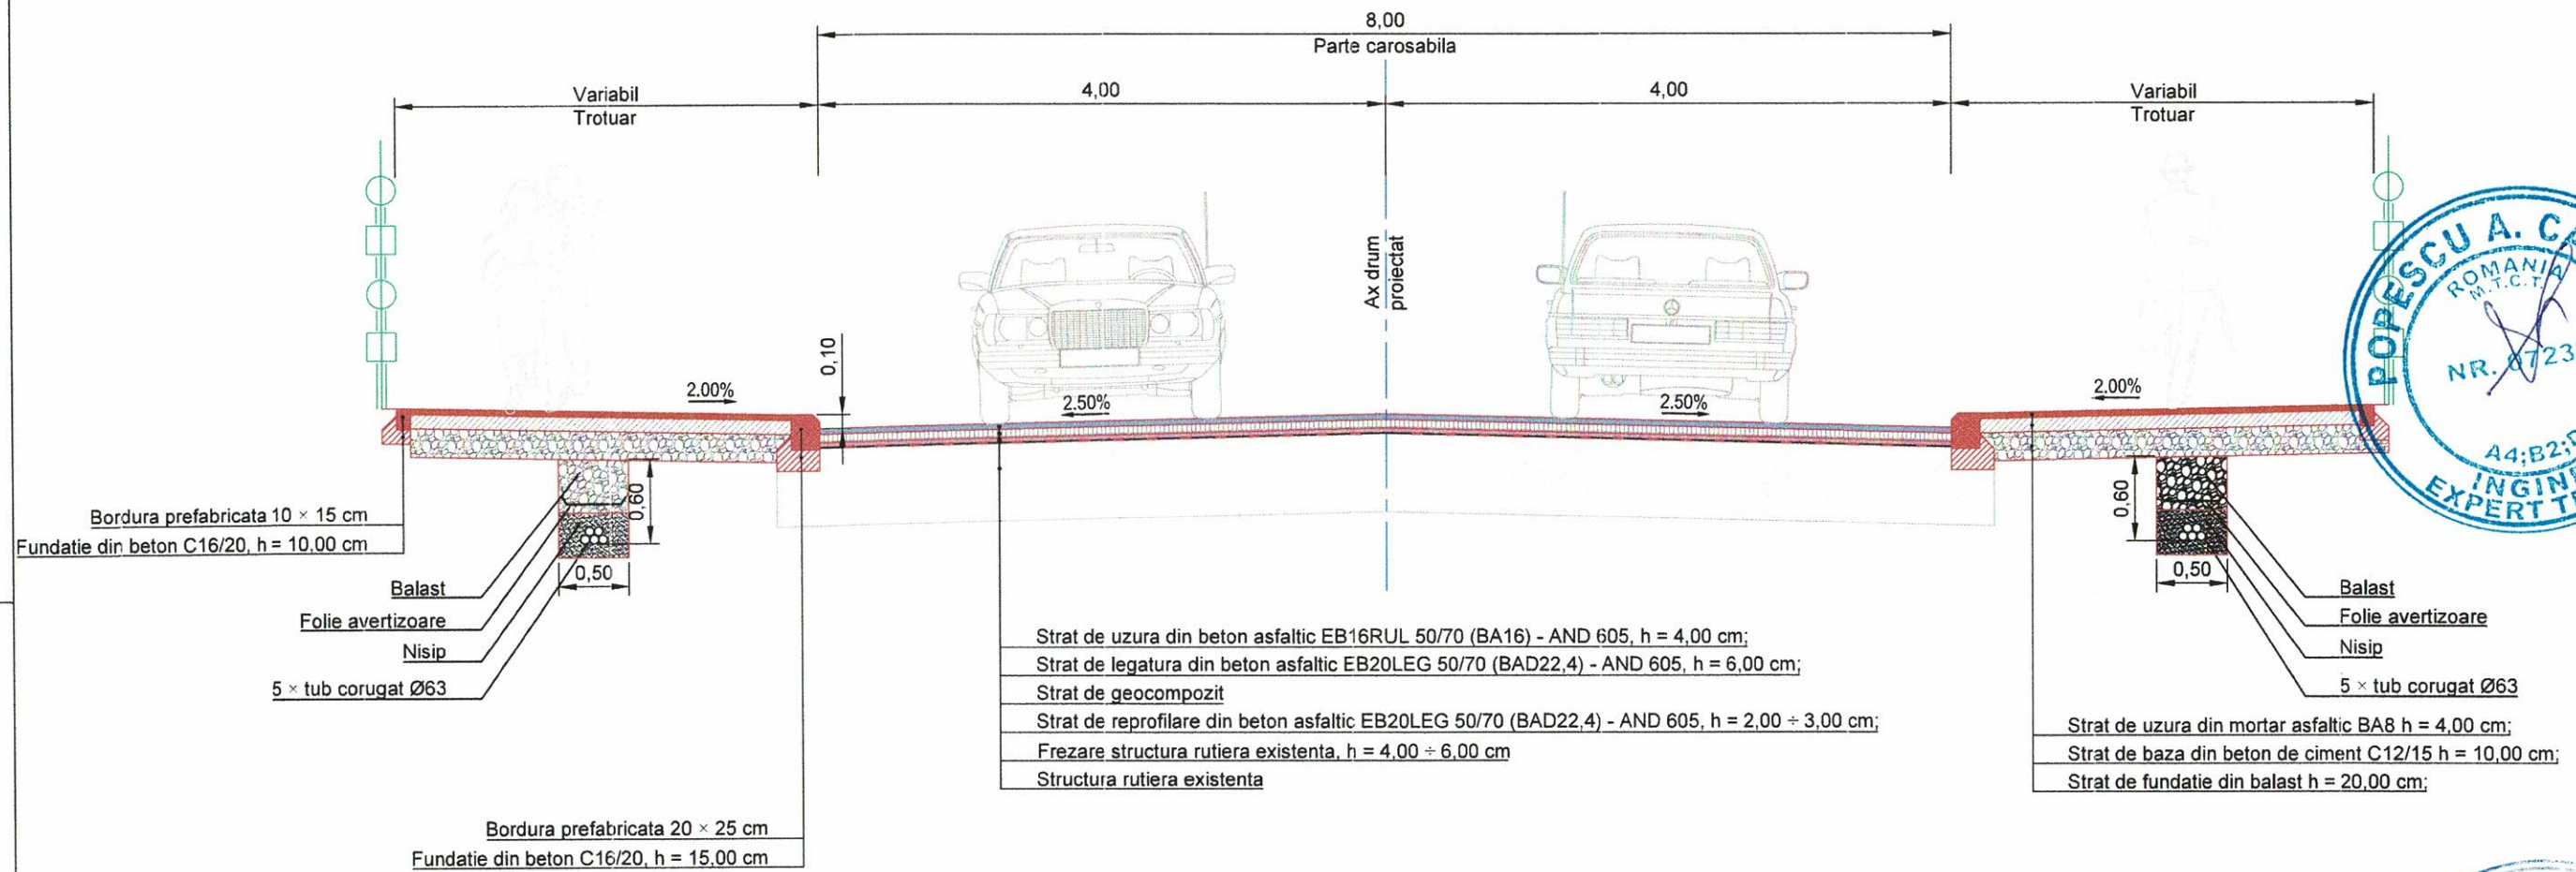 8,00
Parte carosabila
Variabil
Trotuar
4,00
4,00
Variabil
Trotuar
Ax drum
proiectat
0,10
2.00%
2.50%
2.50%
2.00%
0,60
0,50
0,60
0,50
Bordura prefabricata 10 × 15 cm
Fundatie din beton C16/20, h = 10,00 cm
Balast
Folie avertizoare
Nisip
5 × tub corugat Ø63
Bordura prefabricata 20 × 25 cm
Fundatie din beton C16/20, h = 15,00 cm
Strat de uzura din beton asfaltic EB16RUL 50/70 (BA16) - AND 605, h = 4,00 cm;
Strat de legatura din beton asfaltic EB20LEG 50/70 (BAD22,4) - AND 605, h = 6,00 cm;
Strat de geocompozit
Strat de reprofilare din beton asfaltic EB20LEG 50/70 (BAD22,4) - AND 605, h = 2,00 ÷ 3,00 cm;
Frezare structura rutiera existenta, h = 4,00 ÷ 6,00 cm
Structura rutiera existenta
Balast
Folie avertizoare
Nisip
5 × tub corugat Ø63
Strat de uzura din mortar asfaltic BA8 h = 4,00 cm;
Strat de baza din beton de ciment C12/15 h = 10,00 cm;
Strat de fundatie din balast h = 20,00 cm;
POPESCU A.
ROMANIA
M.T.C.T.
NR.
A4;B2;
EXPERT